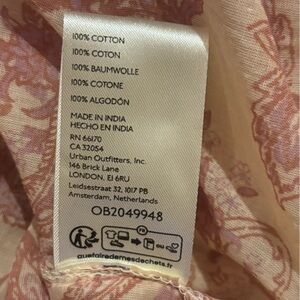 100% COTTON
100% COTON
100% BAUMWOLLE
100% COTONE
100% ALGODÓN
MADE IN INDIA
HECHO EN INDIA
RN 66170
CA 32054
Urban Outfitters, Inc.
146 Brick Lane
LONDON, E1 6RU
Leidsestraat 32, 1017 PB
Amsterdam, Netherlands
OB2049948
FR
quefairedemesdechets.fr